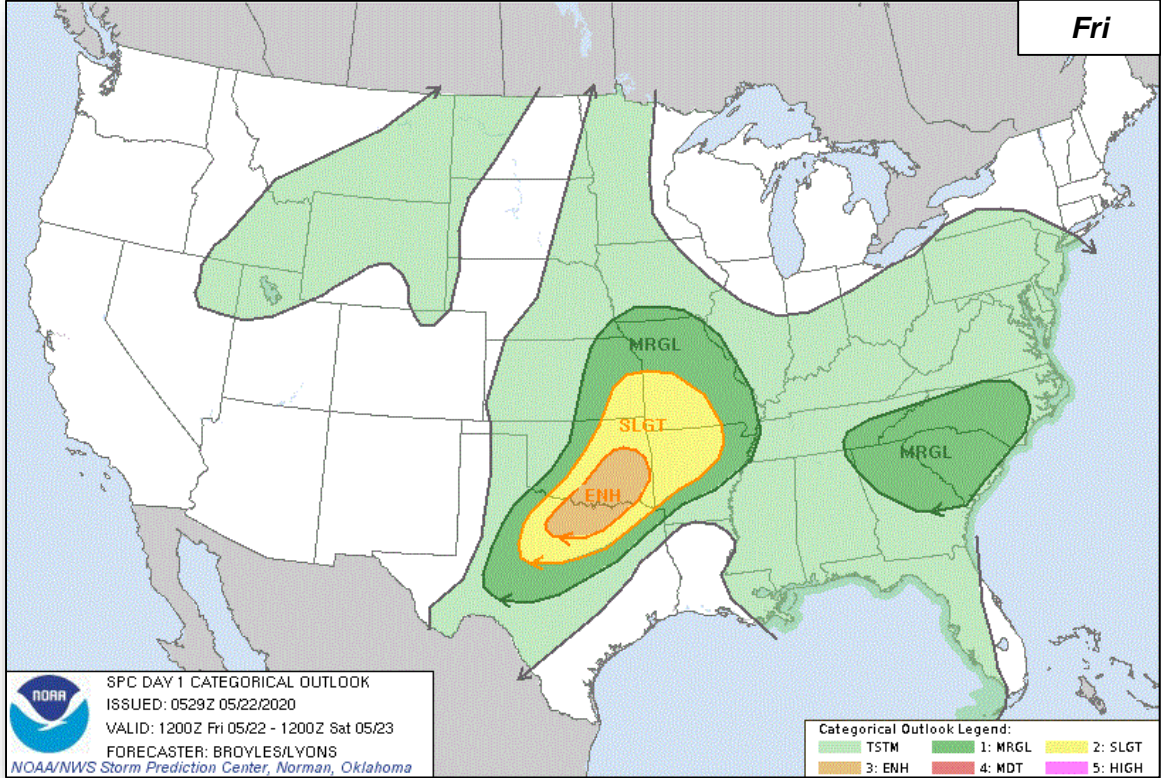 Fri
MRGL
SLGT
MRGL
ENH
NOAA
SPC DAY 1 CATEGORICAL OUTLOOK
ISSUED: 0529Z 05/22/2020
VALID: 1200Z Fri 05/22 - 1200Z Sat 05/23
FORECASTER: BROYLES/LYONS
NOAA/NWS Storm Prediction Center, Norman, Oklahoma
Categorical Outlook Legend:
TSTM 1: MRGL 2: SLGT
3: ENH 4: MDT 5: HIGH